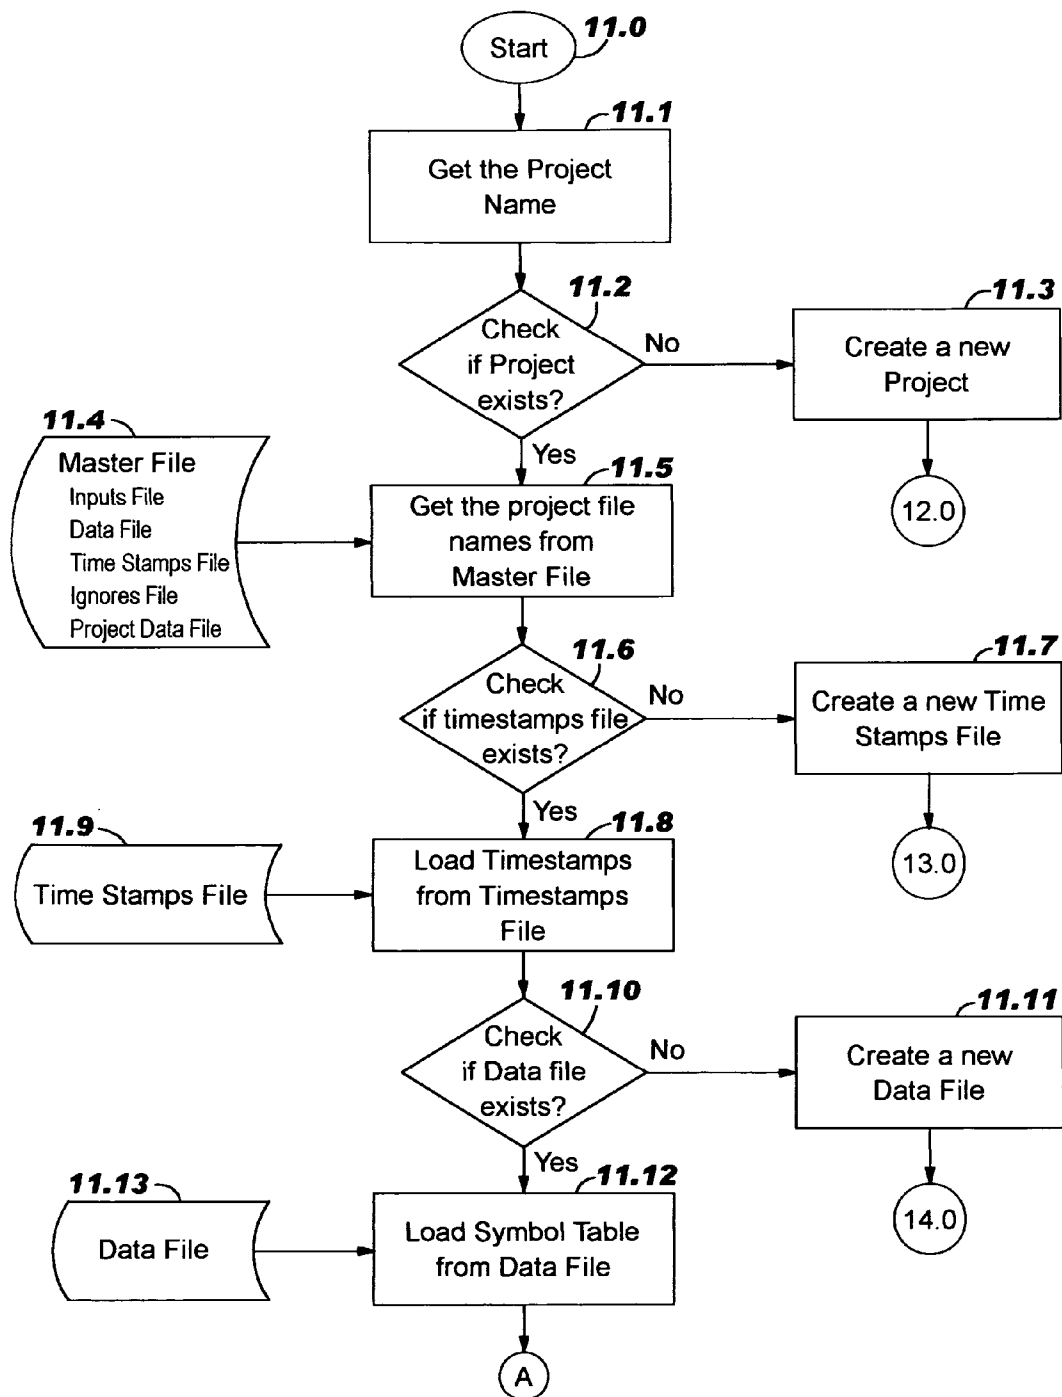 11.0
Start
11.1
Get the Project
Name
11.2
Check
if Project
exists?
No
11.3
Create a new
Project
12.0
Yes
11.4
Master File
Inputs File
Data File
Time Stamps File
Ignores File
Project Data File
11.5
Get the project file
names from
Master File
11.6
Check
if timestamps file
exists?
No
11.7
Create a new Time
Stamps File
13.0
Yes
11.9
Time Stamps File
11.8
Load Timestamps
from Timestamps
File
11.10
Check
if Data file
exists?
No
11.11
Create a new
Data File
14.0
Yes
11.13
Data File
11.12
Load Symbol Table
from Data File
A